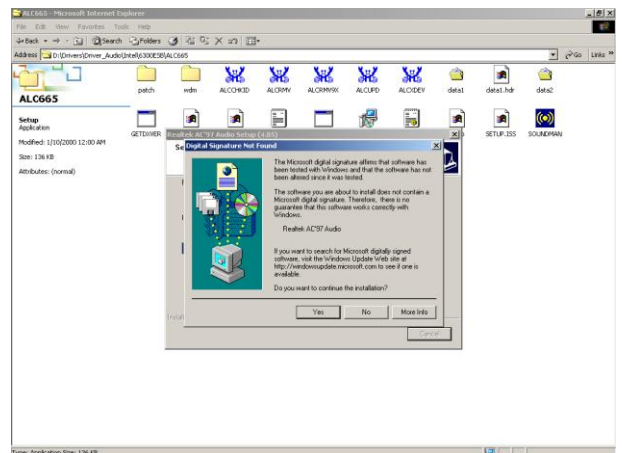 ALC665 - Microsoft Internet Explorer
File Edit View Favorites Tools Help
Back Search Folders
Address D:\Drivers\Driver_Audio\Intel\6300ESB\ALC665 Go Links
ALC665
patch wdm ALCCHKID ALCRMV ALCRMV9X ALCUPD ALCXDEV data1 data1.hdr data2
Setup
Application
GETDXVER SETUP.ISS SOUNDMAN
Modified: 1/10/2000 12:00 AM
Size: 136 KB
Attributes: (normal)
Realtek AC'97 Audio Setup (4.85)
Se
Digital Signature Not Found
The Microsoft digital signature affirms that software has
been tested with Windows and that the software has not
been altered since it was tested.
The software you are about to install does not contain a
Microsoft digital signature. Therefore, there is no
guarantee that this software works correctly with
Windows.
Realtek AC'97 Audio
If you want to search for Microsoft digitally signed
software, visit the Windows Update Web site at
http://windowsupdate.microsoft.com to see if one is
available.
Do you want to continue the installation?
Yes No More Info
Install
Cancel
Type: Application Size: 136 KB